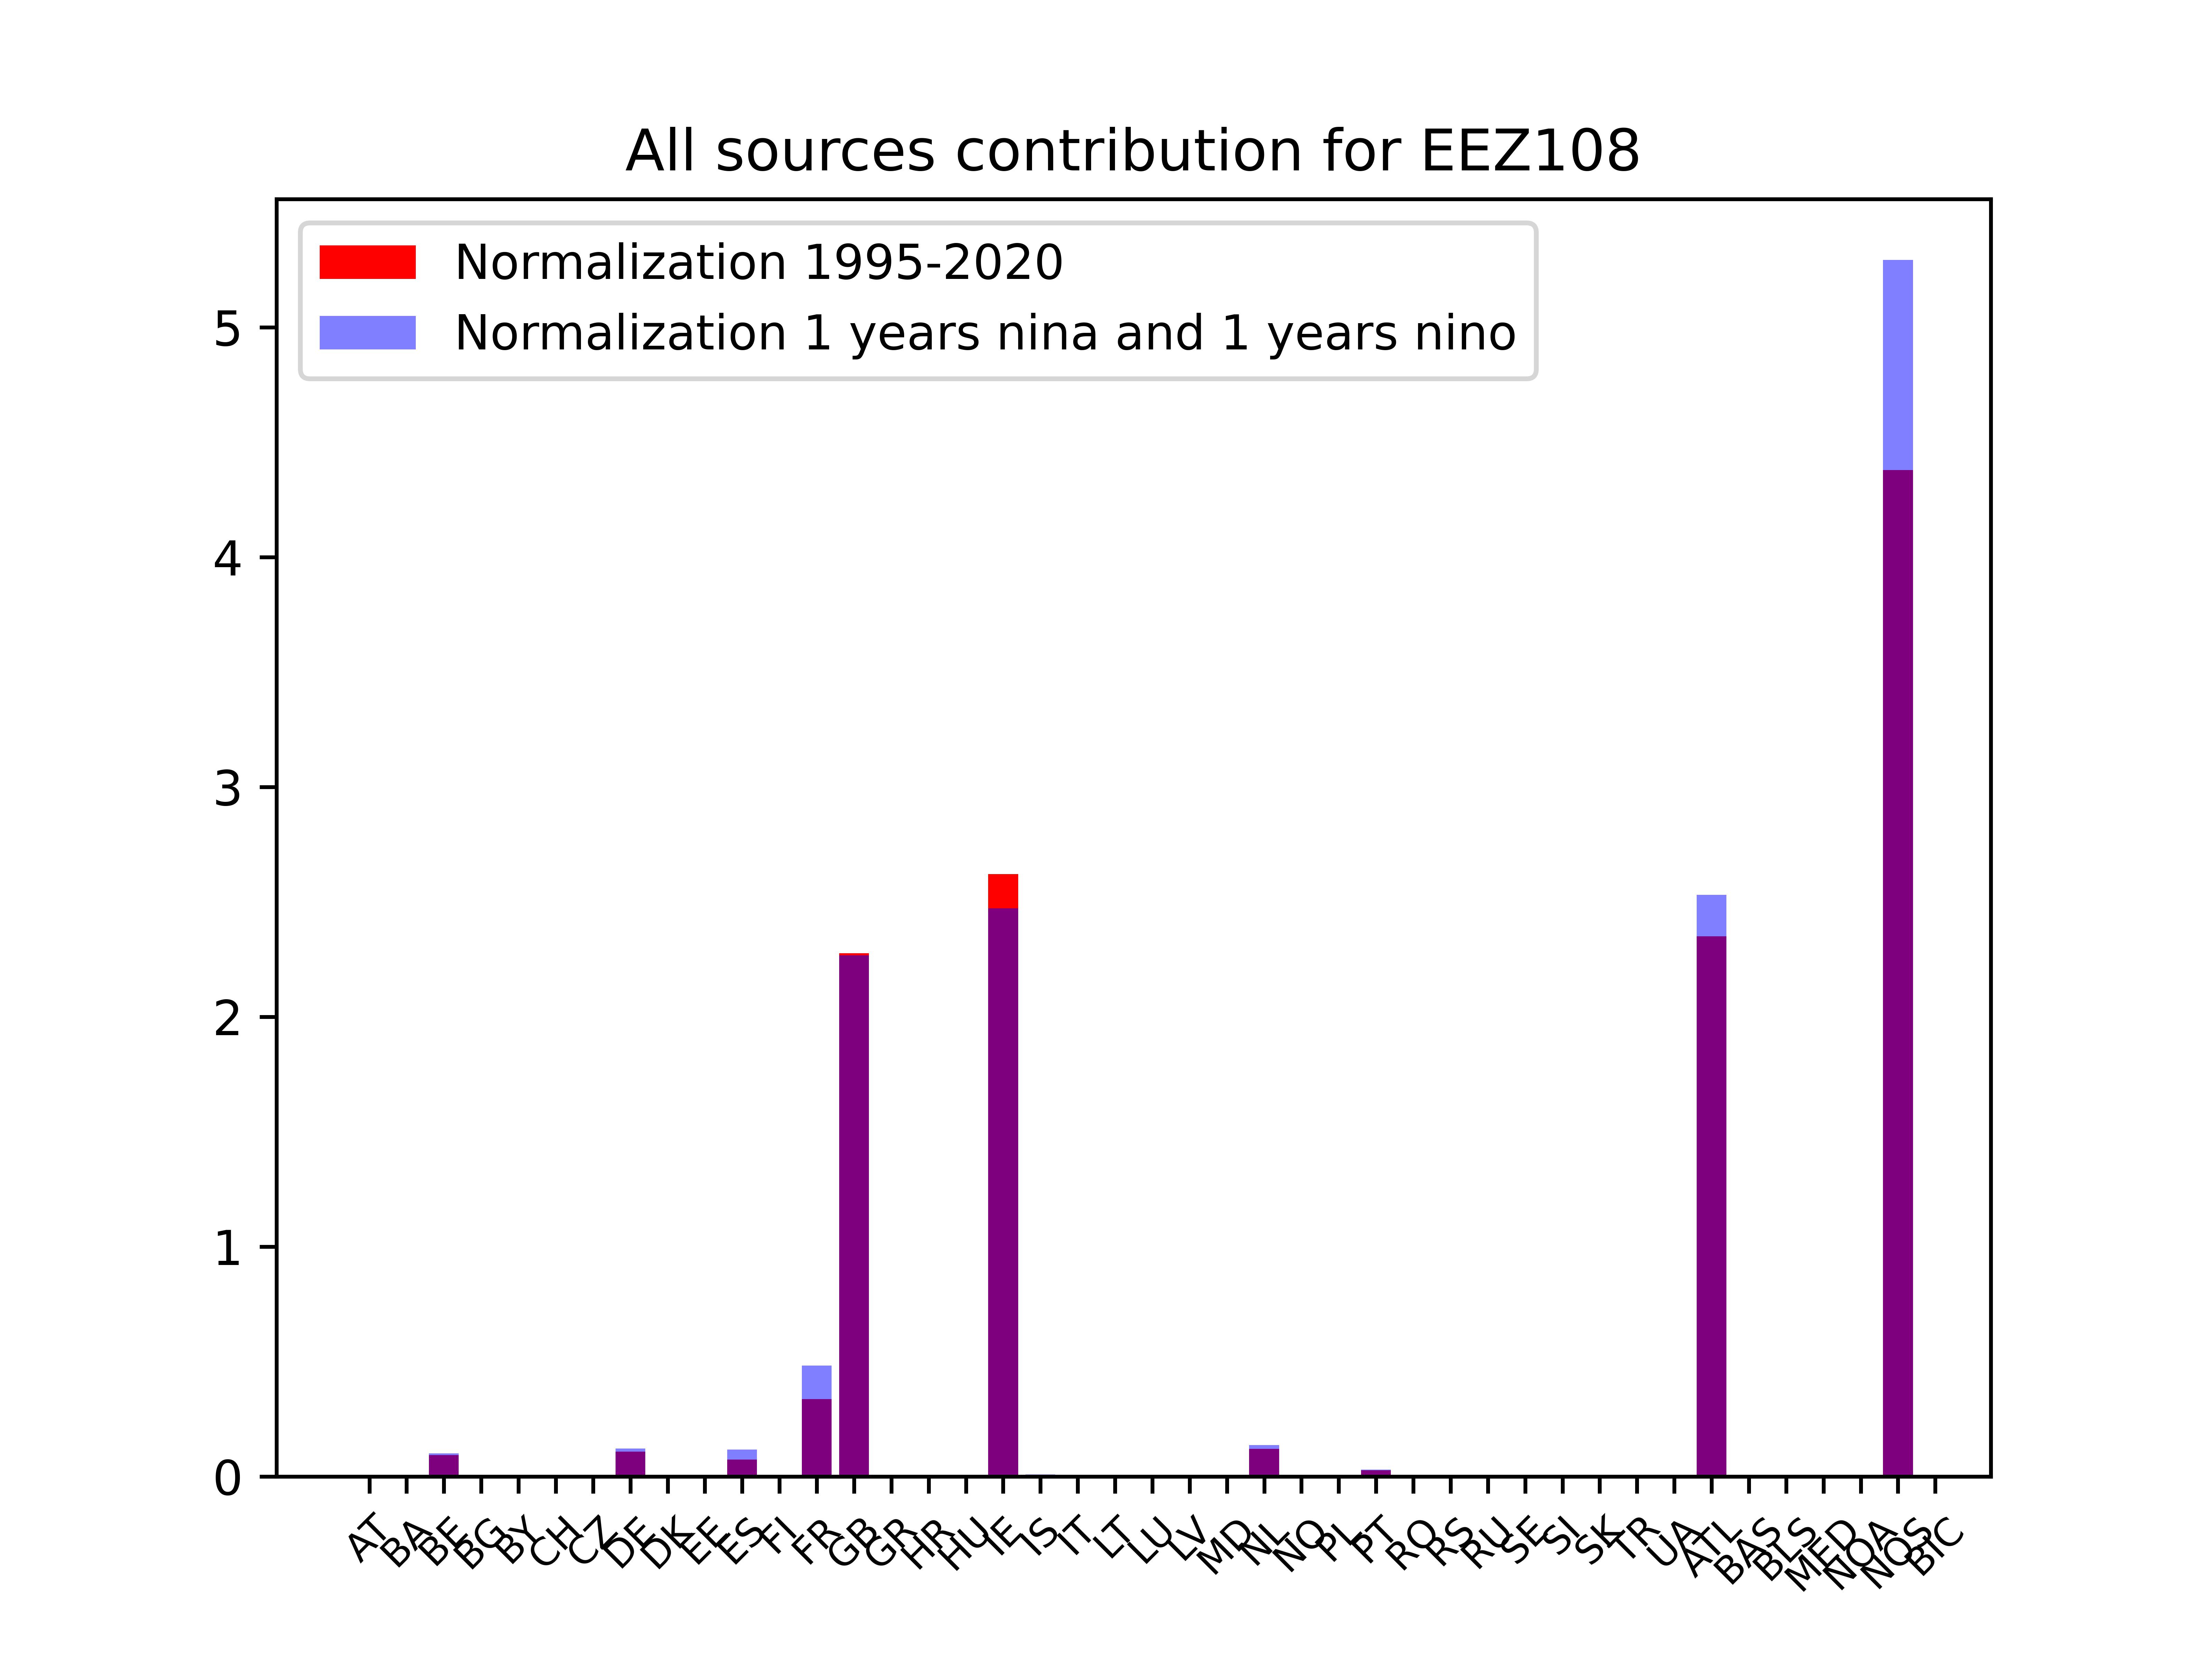 All sources contribution for EEZ108
Normalization 1995-2020
Normalization 1 years nina and 1 years nino
5
4
3
2
1
0
AT BA BE BG BY CH CZ DE DK EE ES FI FR GB GR HR HU IE IS IT LT LU LV MD NL NO PL PT RO RS RU SE SI SK TR UA ATL BAS BLS MED NOA NOS BIC